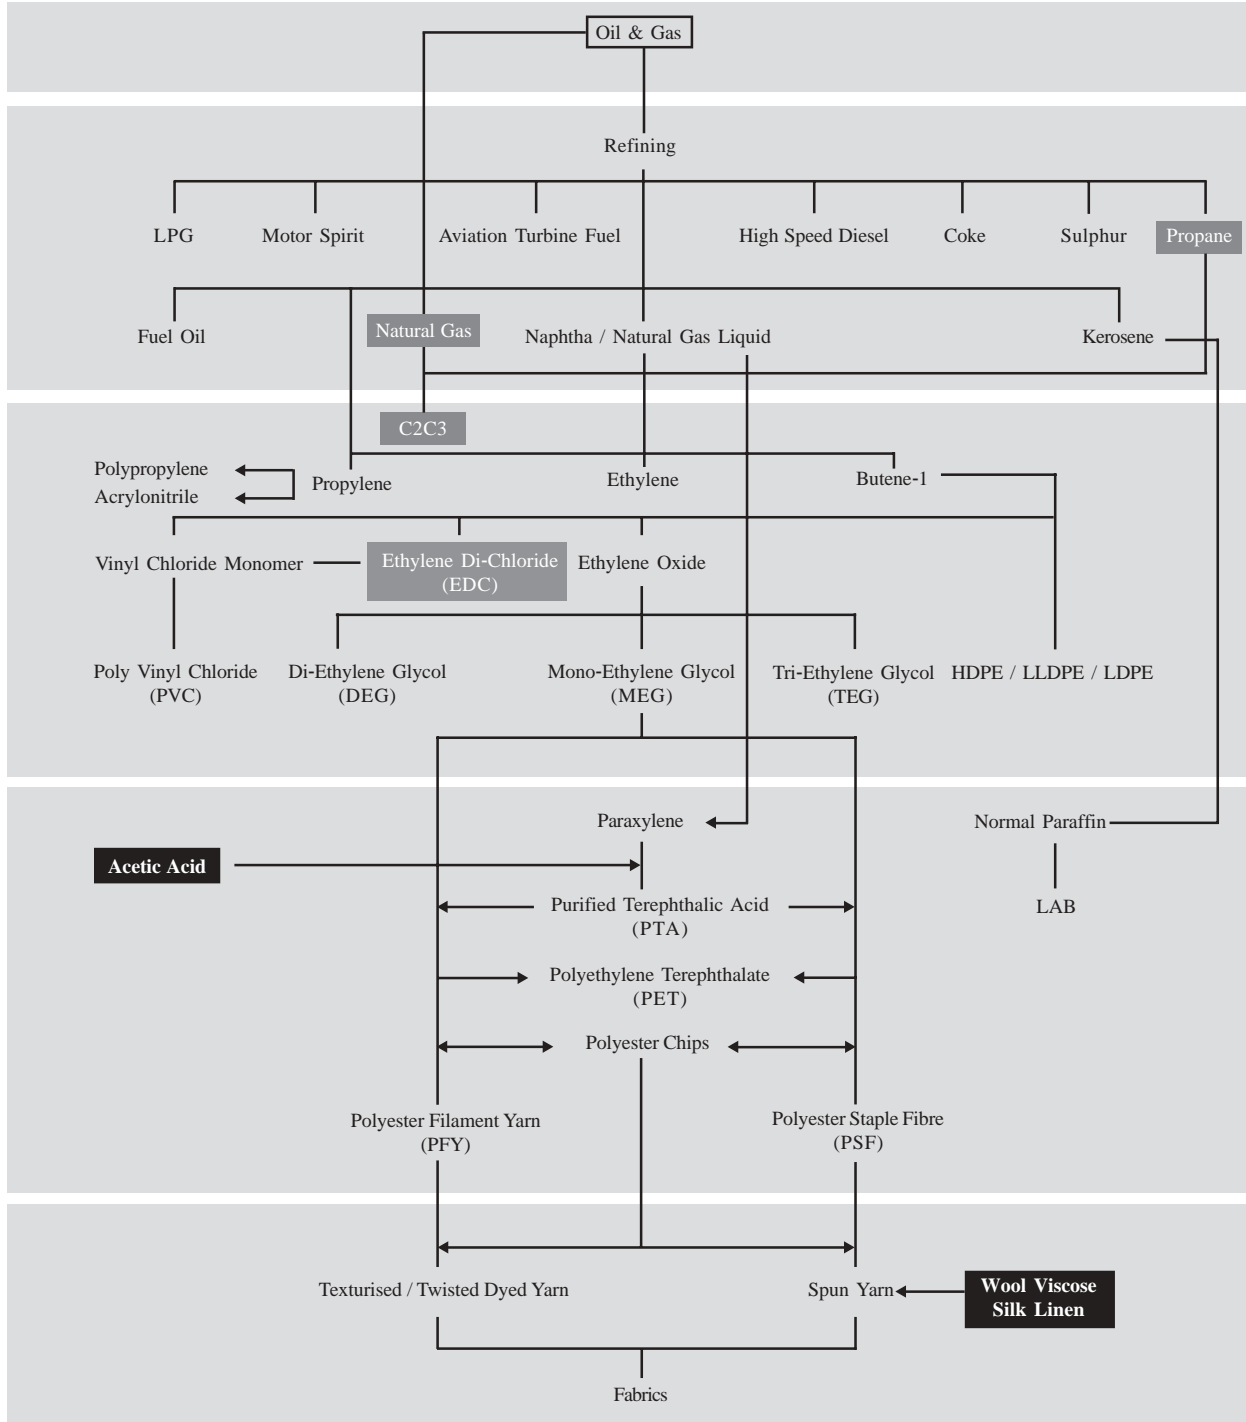 Oil & Gas
Refining
LPG
Motor Spirit
Aviation Turbine Fuel
High Speed Diesel
Coke
Sulphur
Propane
Fuel Oil
Natural Gas
Naphtha / Natural Gas Liquid
Kerosene
C2C3
Polypropylene
Acrylonitrile
Propylene
Ethylene
Butene-1
Vinyl Chloride Monomer
Ethylene Di-Chloride
(EDC)
Ethylene Oxide
Poly Vinyl Chloride
(PVC)
Di-Ethylene Glycol
(DEG)
Mono-Ethylene Glycol
(MEG)
Tri-Ethylene Glycol
(TEG)
HDPE / LLDPE / LDPE
Paraxylene
Normal Paraffin
Acetic Acid
Purified Terephthalic Acid
(PTA)
LAB
Polyethylene Terephthalate
(PET)
Polyester Chips
Polyester Filament Yarn
(PFY)
Polyester Staple Fibre
(PSF)
Texturised / Twisted Dyed Yarn
Spun Yarn
Wool Viscose
Silk Linen
Fabrics